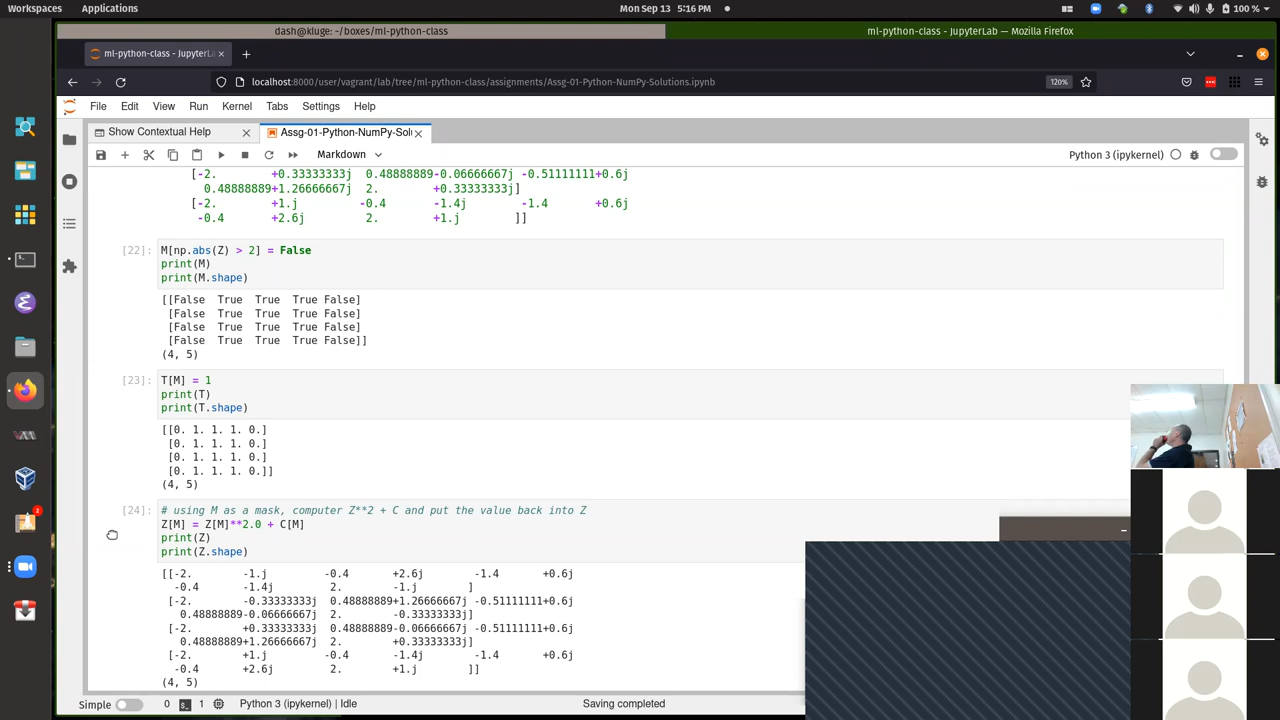 Workspaces Applications Mon Sep 13 5:16 PM 100 %
dash@kluge: ~/boxes/ml-python-class ml-python-class - JupyterLab — Mozilla Firefox
ml-python-class - JupyterLa
localhost:8000/user/vagrant/lab/tree/ml-python-class/assignments/Assg-01-Python-NumPy-Solutions.ipynb 120%
File Edit View Run Kernel Tabs Settings Help
Show Contextual Help Assg-01-Python-NumPy-Solu
Markdown Python 3 (ipykernel)
[-2. +0.33333333j 0.48888889-0.06666667j -0.51111111+0.6j
0.48888889+1.26666667j 2. +0.33333333j]
[-2. +1.j -0.4 -1.4j -1.4 +0.6j
-0.4 +2.6j 2. +1.j ]]
[22]: M[np.abs(Z) > 2] = False
print(M)
print(M.shape)
[[False True True True False]
[False True True True False]
[False True True True False]
[False True True True False]]
(4, 5)
[23]: T[M] = 1
print(T)
print(T.shape)
[[0. 1. 1. 1. 0.]
[0. 1. 1. 1. 0.]
[0. 1. 1. 1. 0.]
[0. 1. 1. 1. 0.]]
(4, 5)
[24]: # using M as a mask, computer Z**2 + C and put the value back into Z
Z[M] = Z[M]**2.0 + C[M]
print(Z)
print(Z.shape)
[[-2. -1.j -0.4 +2.6j -1.4 +0.6j
-0.4 -1.4j 2. -1.j ]
[-2. -0.33333333j 0.48888889+1.26666667j -0.51111111+0.6j
0.48888889-0.06666667j 2. -0.33333333j]
[-2. +0.33333333j 0.48888889-0.06666667j -0.51111111+0.6j
0.48888889+1.26666667j 2. +0.33333333j]
[-2. +1.j -0.4 -1.4j -1.4 +0.6j
-0.4 +2.6j 2. +1.j ]]
(4, 5)
Simple 0 1 Python 3 (ipykernel) | Idle Saving completed